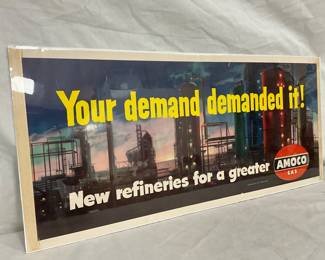 Your demand demanded it!
New refineries for a greater AMOCO
GAS